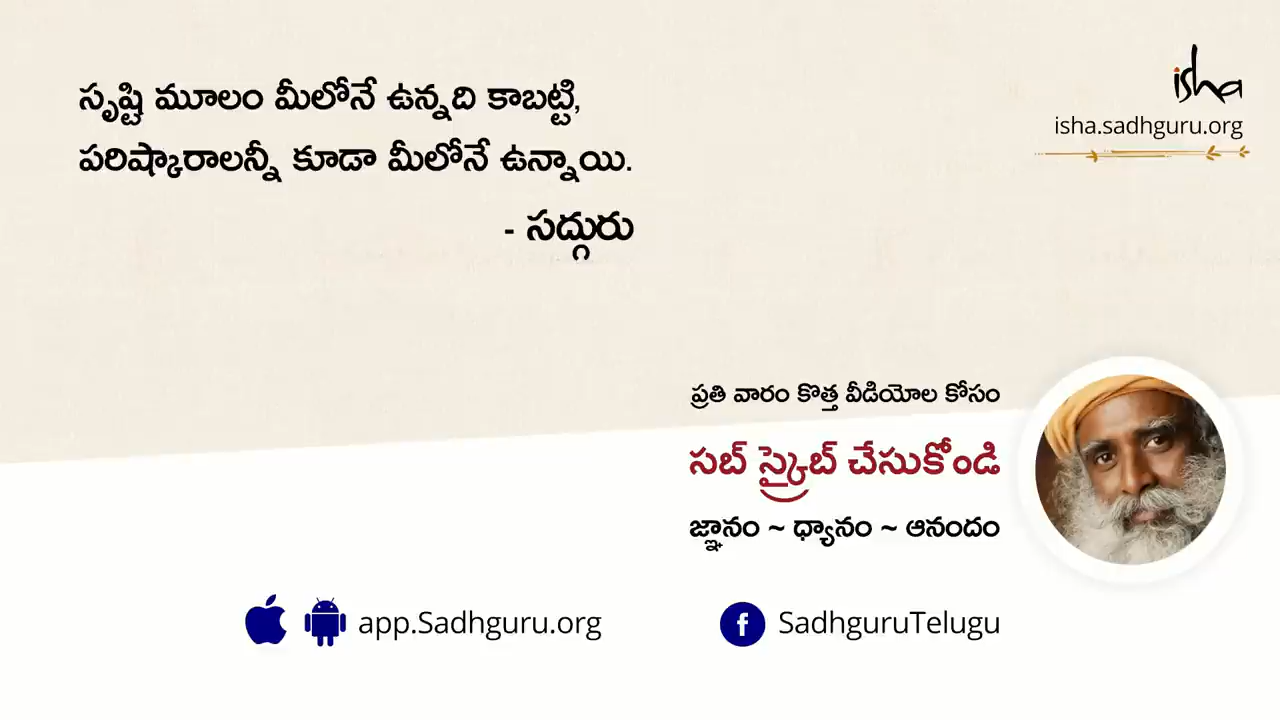 సృష్టి మూలం మీలోనే ఉన్నది కాబట్టి,
పరిష్కారాలన్నీ కూడా మీలోనే ఉన్నాయి.
- సద్గురు
isha
isha.sadhguru.org
ప్రతి వారం కొత్త వీడియోల కోసం
సబ్ స్క్రైబ్ చేసుకోండి
జ్ఞానం ~ ధ్యానం ~ ఆనందం
app.Sadhguru.org
SadhguruTelugu